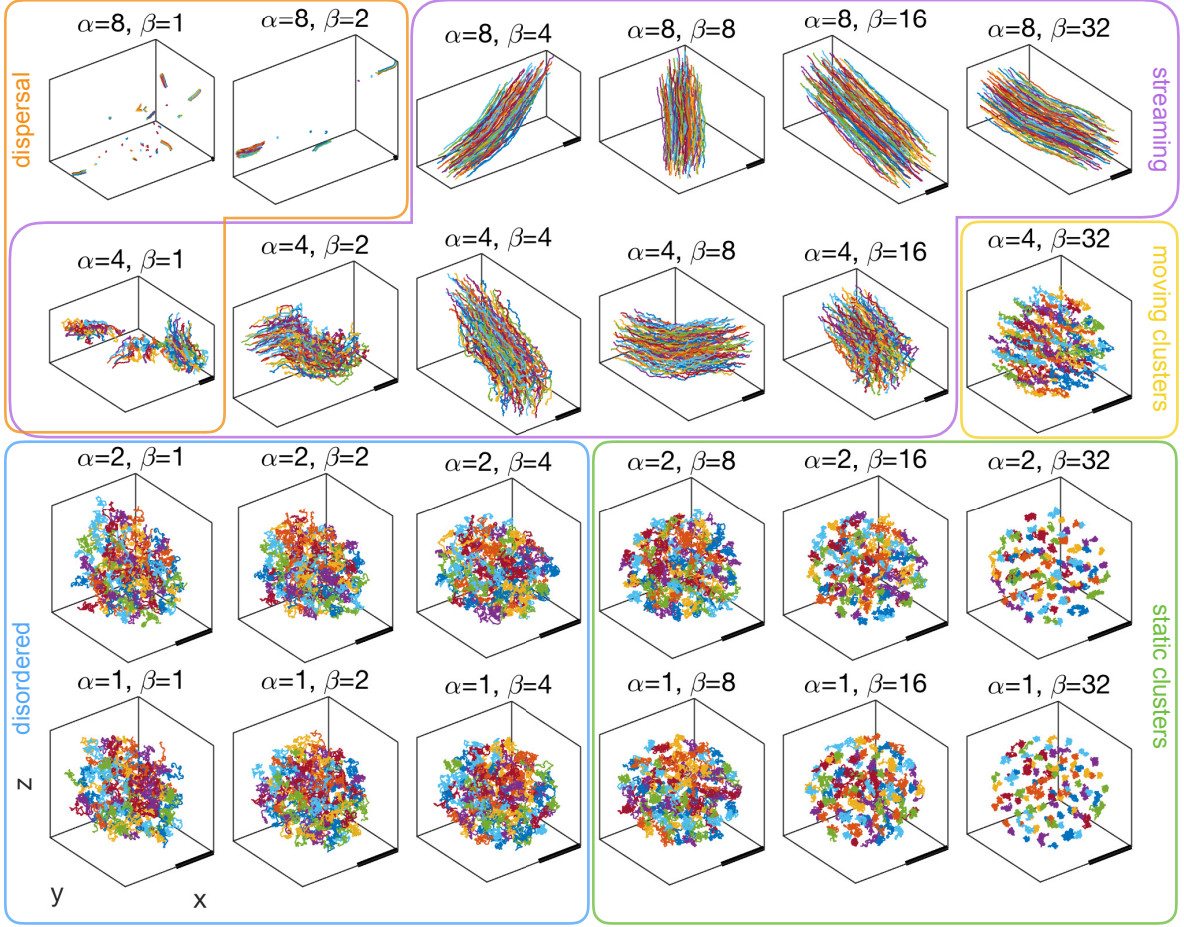 α=8, β=1
α=8, β=2
α=8, β=4
α=8, β=8
α=8, β=16
α=8, β=32
dispersal
streaming
α=4, β=1
α=4, β=2
α=4, β=4
α=4, β=8
α=4, β=16
α=4, β=32
moving clusters
α=2, β=1
α=2, β=2
α=2, β=4
α=2, β=8
α=2, β=16
α=2, β=32
disordered
static clusters
α=1, β=1
α=1, β=2
α=1, β=4
α=1, β=8
α=1, β=16
α=1, β=32
z
y
x